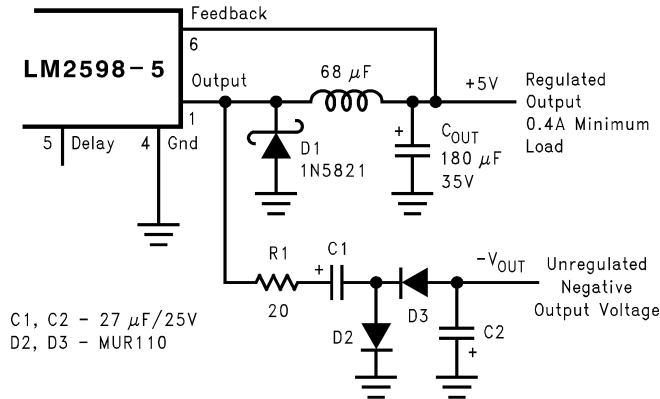 Feedback
6
LM2598-5
Output
1
68 μF
+5V
Regulated
Output
0.4A Minimum
Load
5 Delay 4 Gnd
D1
1N5821
+
COUT
180 μF
35V
R1
20
C1
+
-VOUT
Unregulated
Negative
Output Voltage
D3
D2
C2
+
C1, C2 - 27 μF/25V
D2, D3 - MUR110